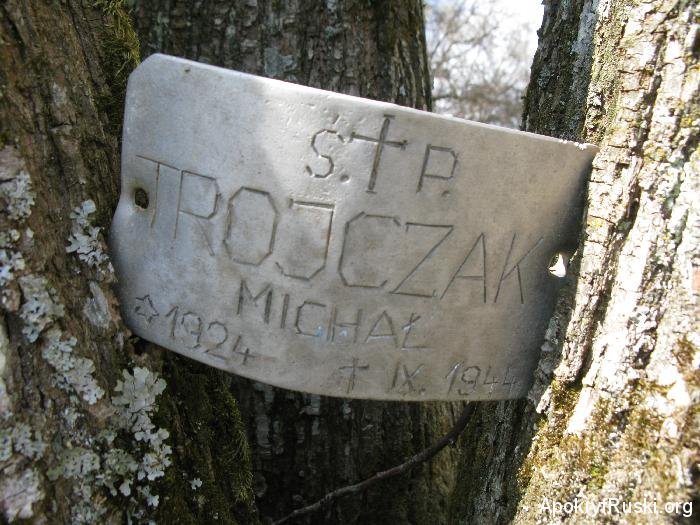 Ś. † P.
TROJCZAK
MICHAŁ
☆ 1924
† IX. 1944
ApokryfRuski.org